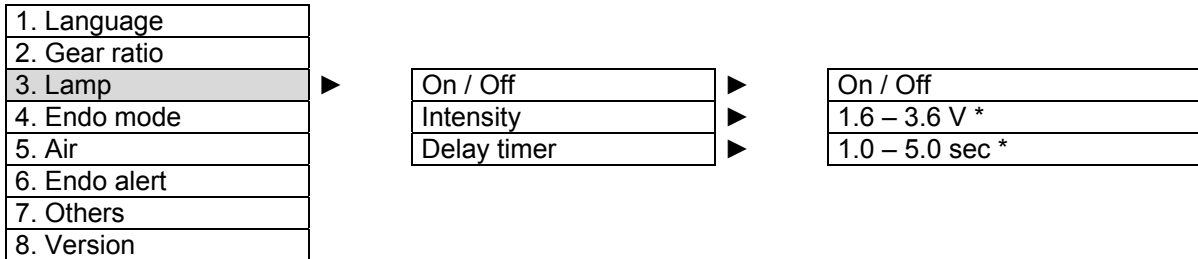 1. Language
2. Gear ratio
3. Lamp ► On / Off ► On / Off
4. Endo mode Intensity ► 1.6 – 3.6 V *
5. Air Delay timer ► 1.0 – 5.0 sec *
6. Endo alert
7. Others
8. Version